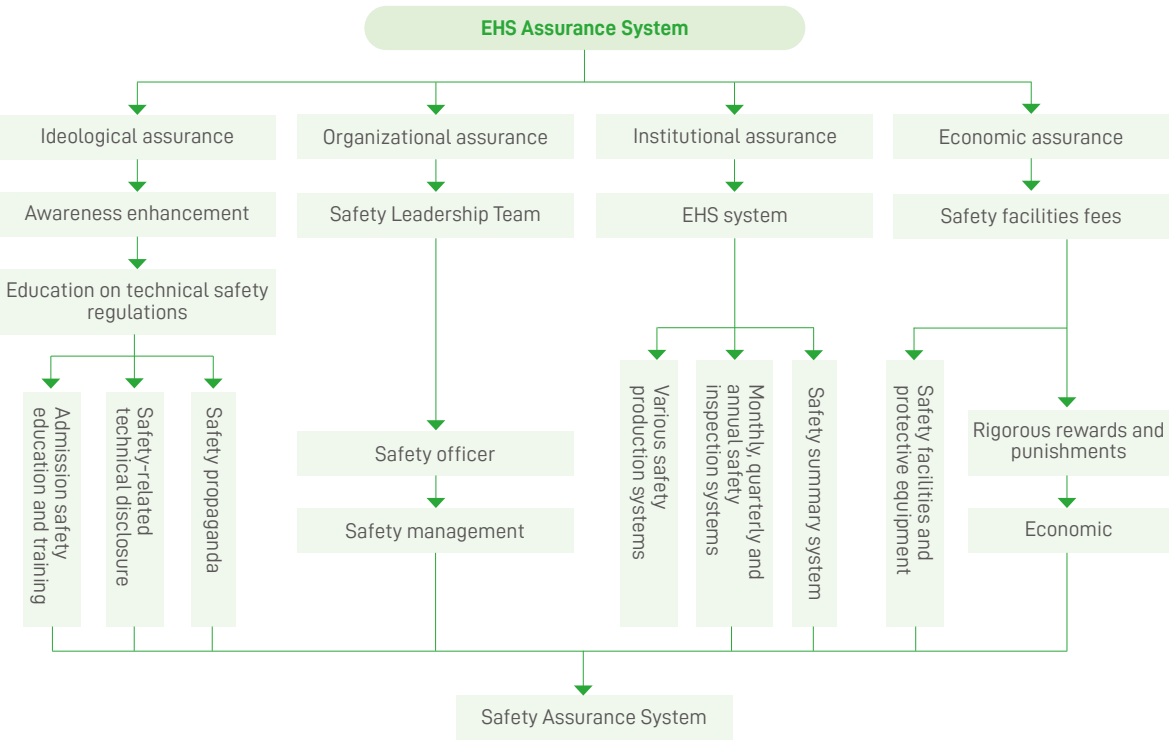 EHS Assurance System
Ideological assurance
Organizational assurance
Institutional assurance
Economic assurance
Awareness enhancement
Safety Leadership Team
EHS system
Safety facilities fees
Education on technical safety
regulations
Admission safety
education and training
Safety-related
technical disclosure
Safety propaganda
Various safety
production systems
Monthly, quarterly and
annual safety
inspection systems
Safety summary system
Safety facilities and
protective equipment
Rigorous rewards and
punishments
Safety officer
Safety management
Economic
Safety Assurance System